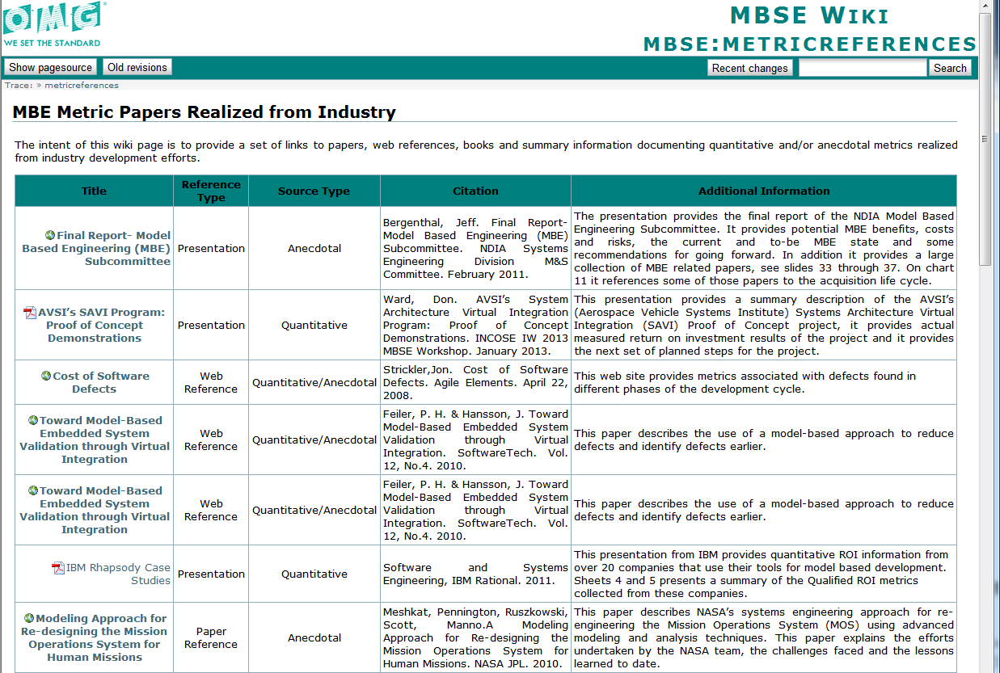 OMG
WE SET THE STANDARD
MBSE WIKI
MBSE:METRICREFERENCES
Show pagesource Old revisions Recent changes Search
Trace: » metricreferences
MBE Metric Papers Realized from Industry
The intent of this wiki page is to provide a set of links to papers, web references, books and summary information documenting quantitative and/or anecdotal metrics realized
from industry development efforts.
Title
Reference
Type
Source Type
Citation
Additional Information
Final Report- Model
Based Engineering (MBE)
Subcommittee
Presentation
Anecdotal
Bergenthal, Jeff. Final Report-
Model Based Engineering (MBE)
Subcommittee. NDIA Systems
Engineering Division M&S
Committee. February 2011.
The presentation provides the final report of the NDIA Model Based
Engineering Subcommittee. It provides potential MBE benefits, costs
and risks, the current and to-be MBE state and some
recommendations for going forward. In addition it provides a large
collection of MBE related papers, see slides 33 through 37. On chart
11 it references some of those papers to the acquisition life cycle.
AVSI’s SAVI Program:
Proof of Concept
Demonstrations
Presentation
Quantitative
Ward, Don. AVSI’s System
Architecture Virtual Integration
Program: Proof of Concept
Demonstrations. INCOSE IW 2013
MBSE Workshop. January 2013.
This presentation provides a summary description of the AVSI’s
(Aerospace Vehicle Systems Institute) Systems Architecture Virtual
Integration (SAVI) Proof of Concept project, it provides actual
measured return on investment results of the project and it provides
the next set of planned steps for the project.
Cost of Software
Defects
Web
Reference
Quantitative/Anecdotal
Strickler,Jon. Cost of Software
Defects. Agile Elements. April 22,
2008.
This web site provides metrics associated with defects found in
different phases of the development cycle.
Toward Model-Based
Embedded System
Validation through Virtual
Integration
Web
Reference
Quantitative/Anecdotal
Feiler, P. H. & Hansson, J. Toward
Model-Based Embedded System
Validation through Virtual
Integration. SoftwareTech. Vol.
12, No.4. 2010.
This paper describes the use of a model-based approach to reduce
defects and identify defects earlier.
Toward Model-Based
Embedded System
Validation through Virtual
Integration
Web
Reference
Quantitative/Anecdotal
Feiler, P. H. & Hansson, J. Toward
Model-Based Embedded System
Validation through Virtual
Integration. SoftwareTech. Vol.
12, No.4. 2010.
This paper describes the use of a model-based approach to reduce
defects and identify defects earlier.
IBM Rhapsody Case
Studies
Presentation
Quantitative
Software and Systems
Engineering, IBM Rational. 2011.
This presentation from IBM provides quantitative ROI information from
over 20 companies that use their tools for model based development.
Sheets 4 and 5 presents a summary of the Qualified ROI metrics
collected from these companies.
Modeling Approach for
Re-designing the Mission
Operations System for
Human Missions
Paper
Reference
Anecdotal
Meshkat, Pennington, Ruszkowski,
Scott, Manno.A Modeling
Approach for Re-designing the
Mission Operations System for
Human Missions. NASA JPL. 2010.
This paper describes NASA’s systems engineering approach for re-
engineering the Mission Operations System (MOS) using advanced
modeling and analysis techniques. This paper explains the efforts
undertaken by the NASA team, the challenges faced and the lessons
learned to date.